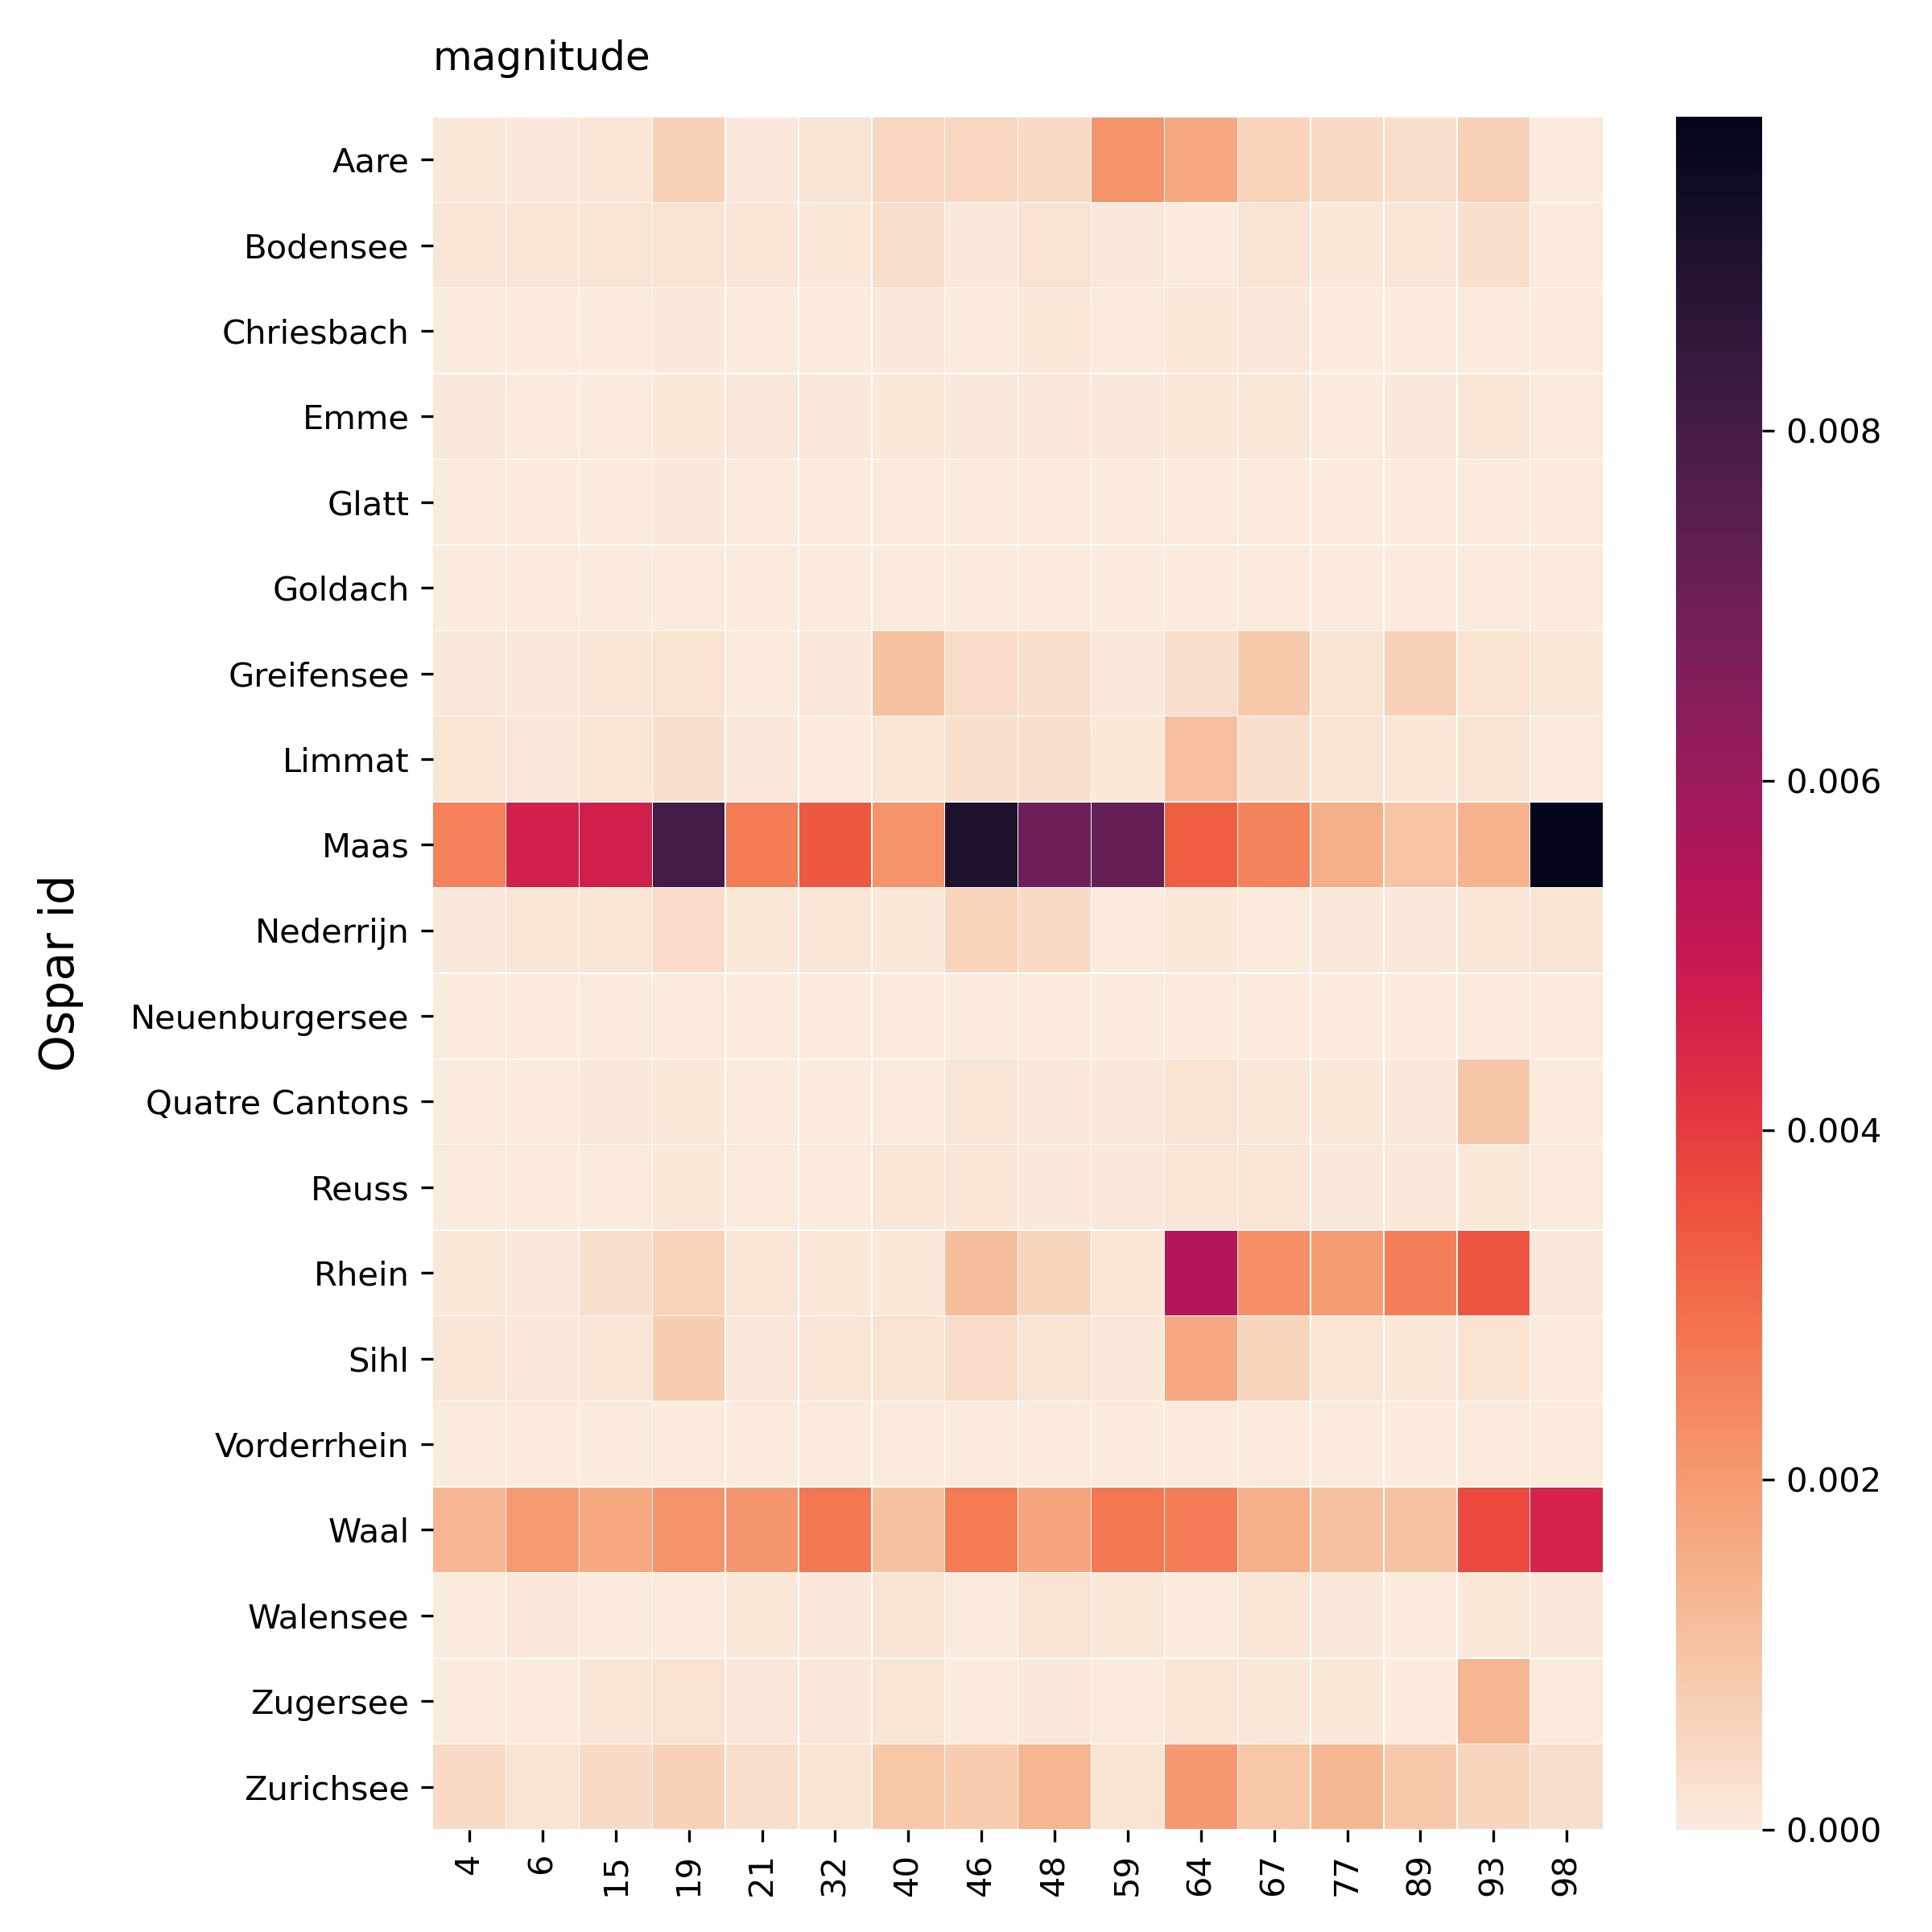 magnitude
Ospar id
Aare
Bodensee
Chriesbach
Emme
Glatt
Goldach
Greifensee
Limmat
Maas
Nederrijn
Neuenburgersee
Quatre Cantons
Reuss
Rhein
Sihl
Vorderrhein
Waal
Walensee
Zugersee
Zurichsee
4 6 15 19 21 32 40 46 48 59 64 67 77 89 93 98
0.008
0.006
0.004
0.002
0.000